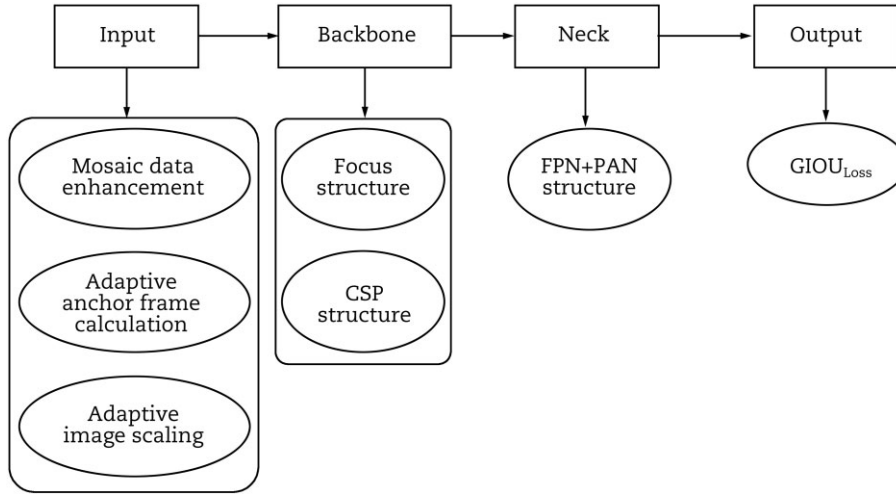 Input
Backbone
Neck
Output
Mosaic data
enhancement
Adaptive
anchor frame
calculation
Adaptive
image scaling
Focus
structure
CSP
structure
FPN+PAN
structure
GIOU_Loss